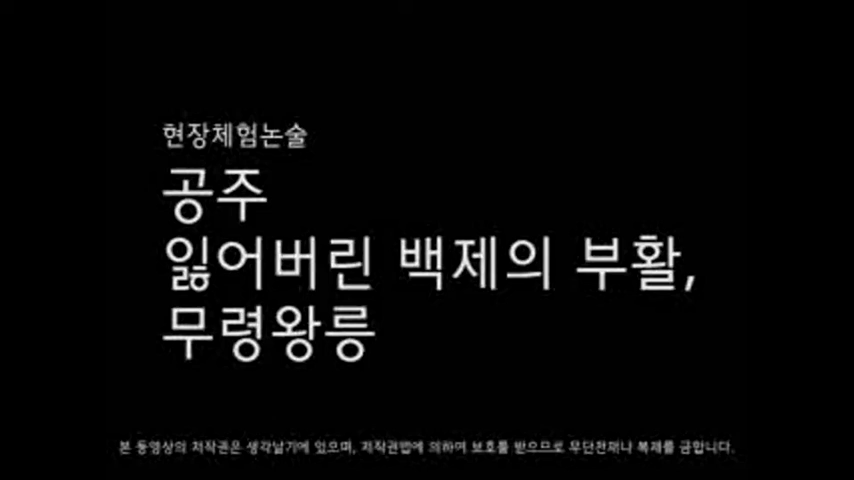 현장체험논술
공주
잃어버린 백제의 부활,
무령왕릉
본 동영상의 저작권은 생각날기에 있으며, 저작권법에 의하여 보호를 받으므로 무단전재나 복제를 금합니다.